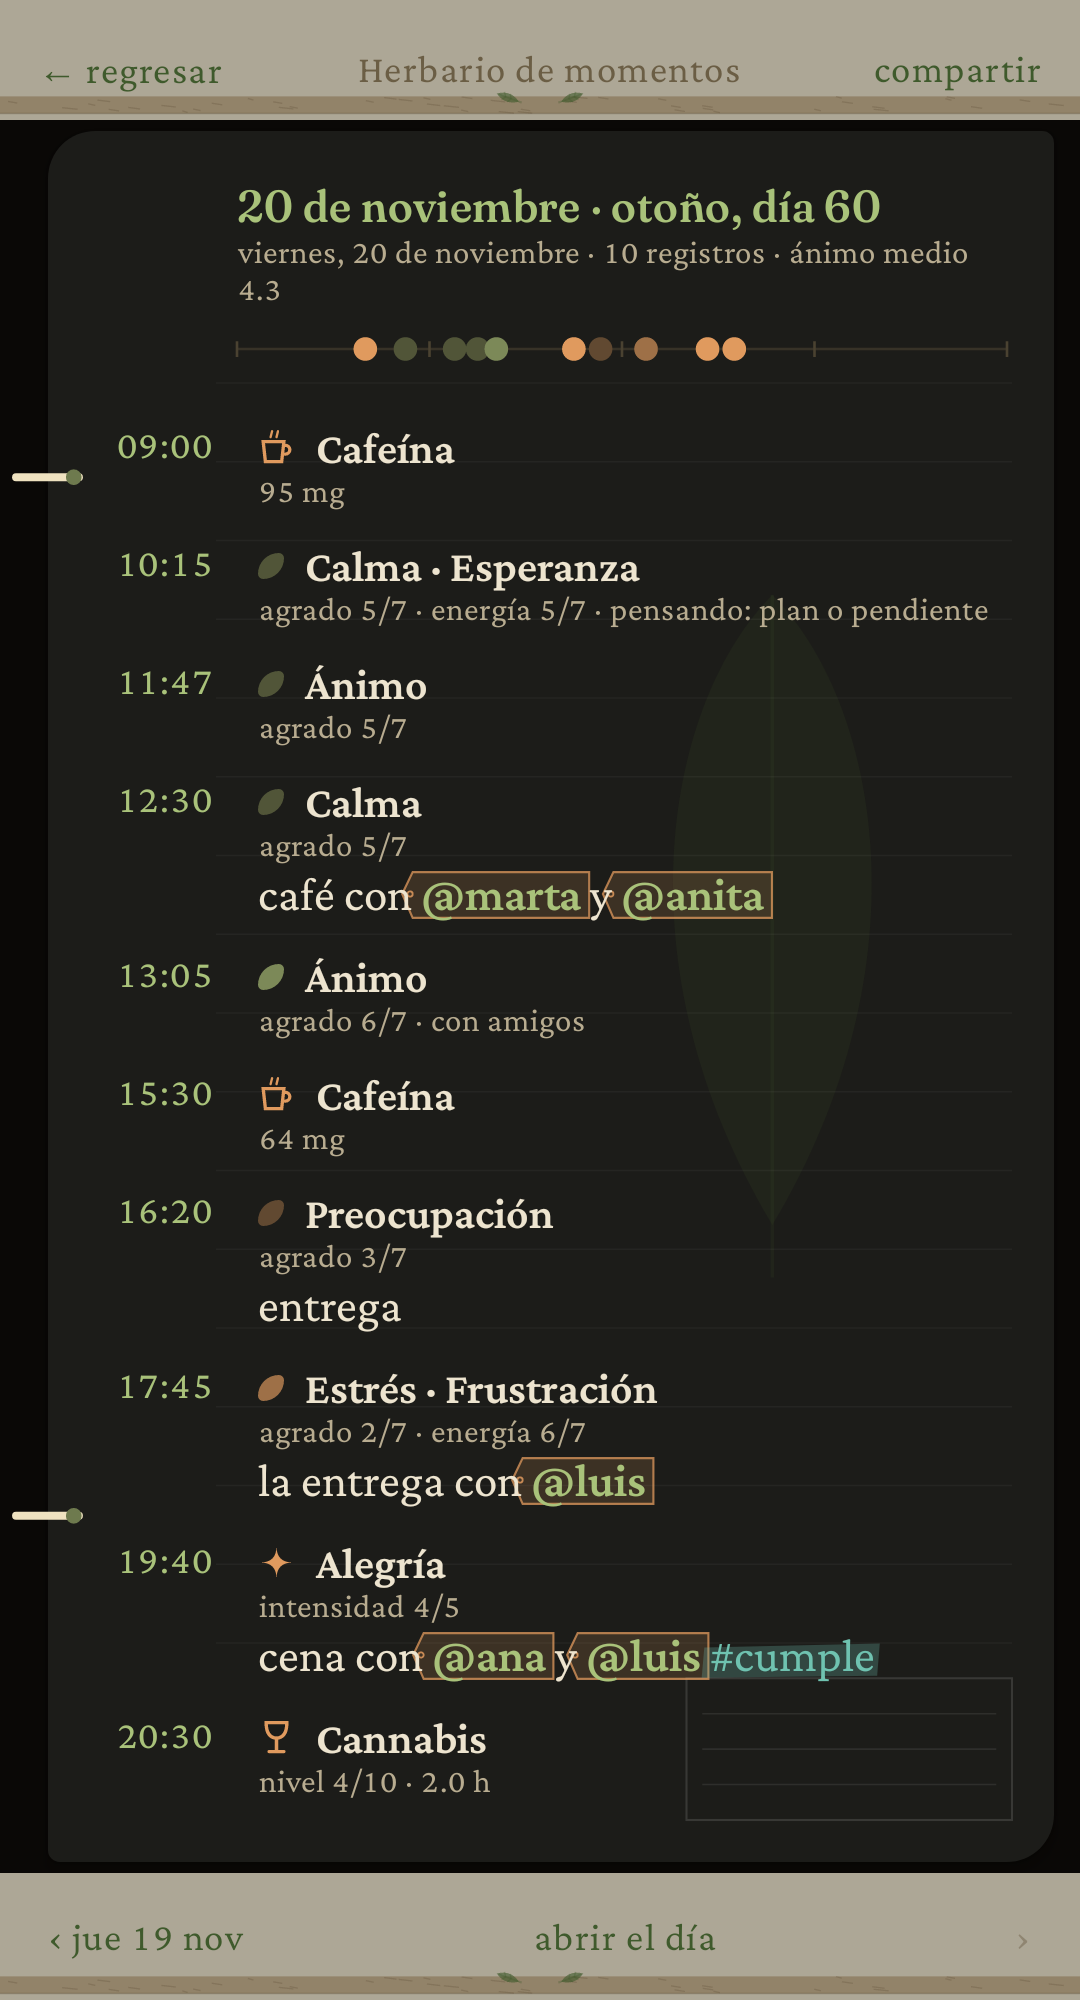 ← regresar
Herbario de momentos
compartir
20 de noviembre · otoño, día 60
viernes, 20 de noviembre · 10 registros · ánimo medio
4.3
09:00 Cafeína
95 mg
10:15 Calma · Esperanza
agrado 5/7 · energía 5/7 · pensando: plan o pendiente
11:47 Ánimo
agrado 5/7
12:30 Calma
agrado 5/7
café con @marta y @anita
13:05 Ánimo
agrado 6/7 · con amigos
15:30 Cafeína
64 mg
16:20 Preocupación
agrado 3/7
entrega
17:45 Estrés · Frustración
agrado 2/7 · energía 6/7
la entrega con @luis
19:40 Alegría
intensidad 4/5
cena con @ana y @luis #cumple
20:30 Cannabis
nivel 4/10 · 2.0 h
‹ jue 19 nov
abrir el día
›